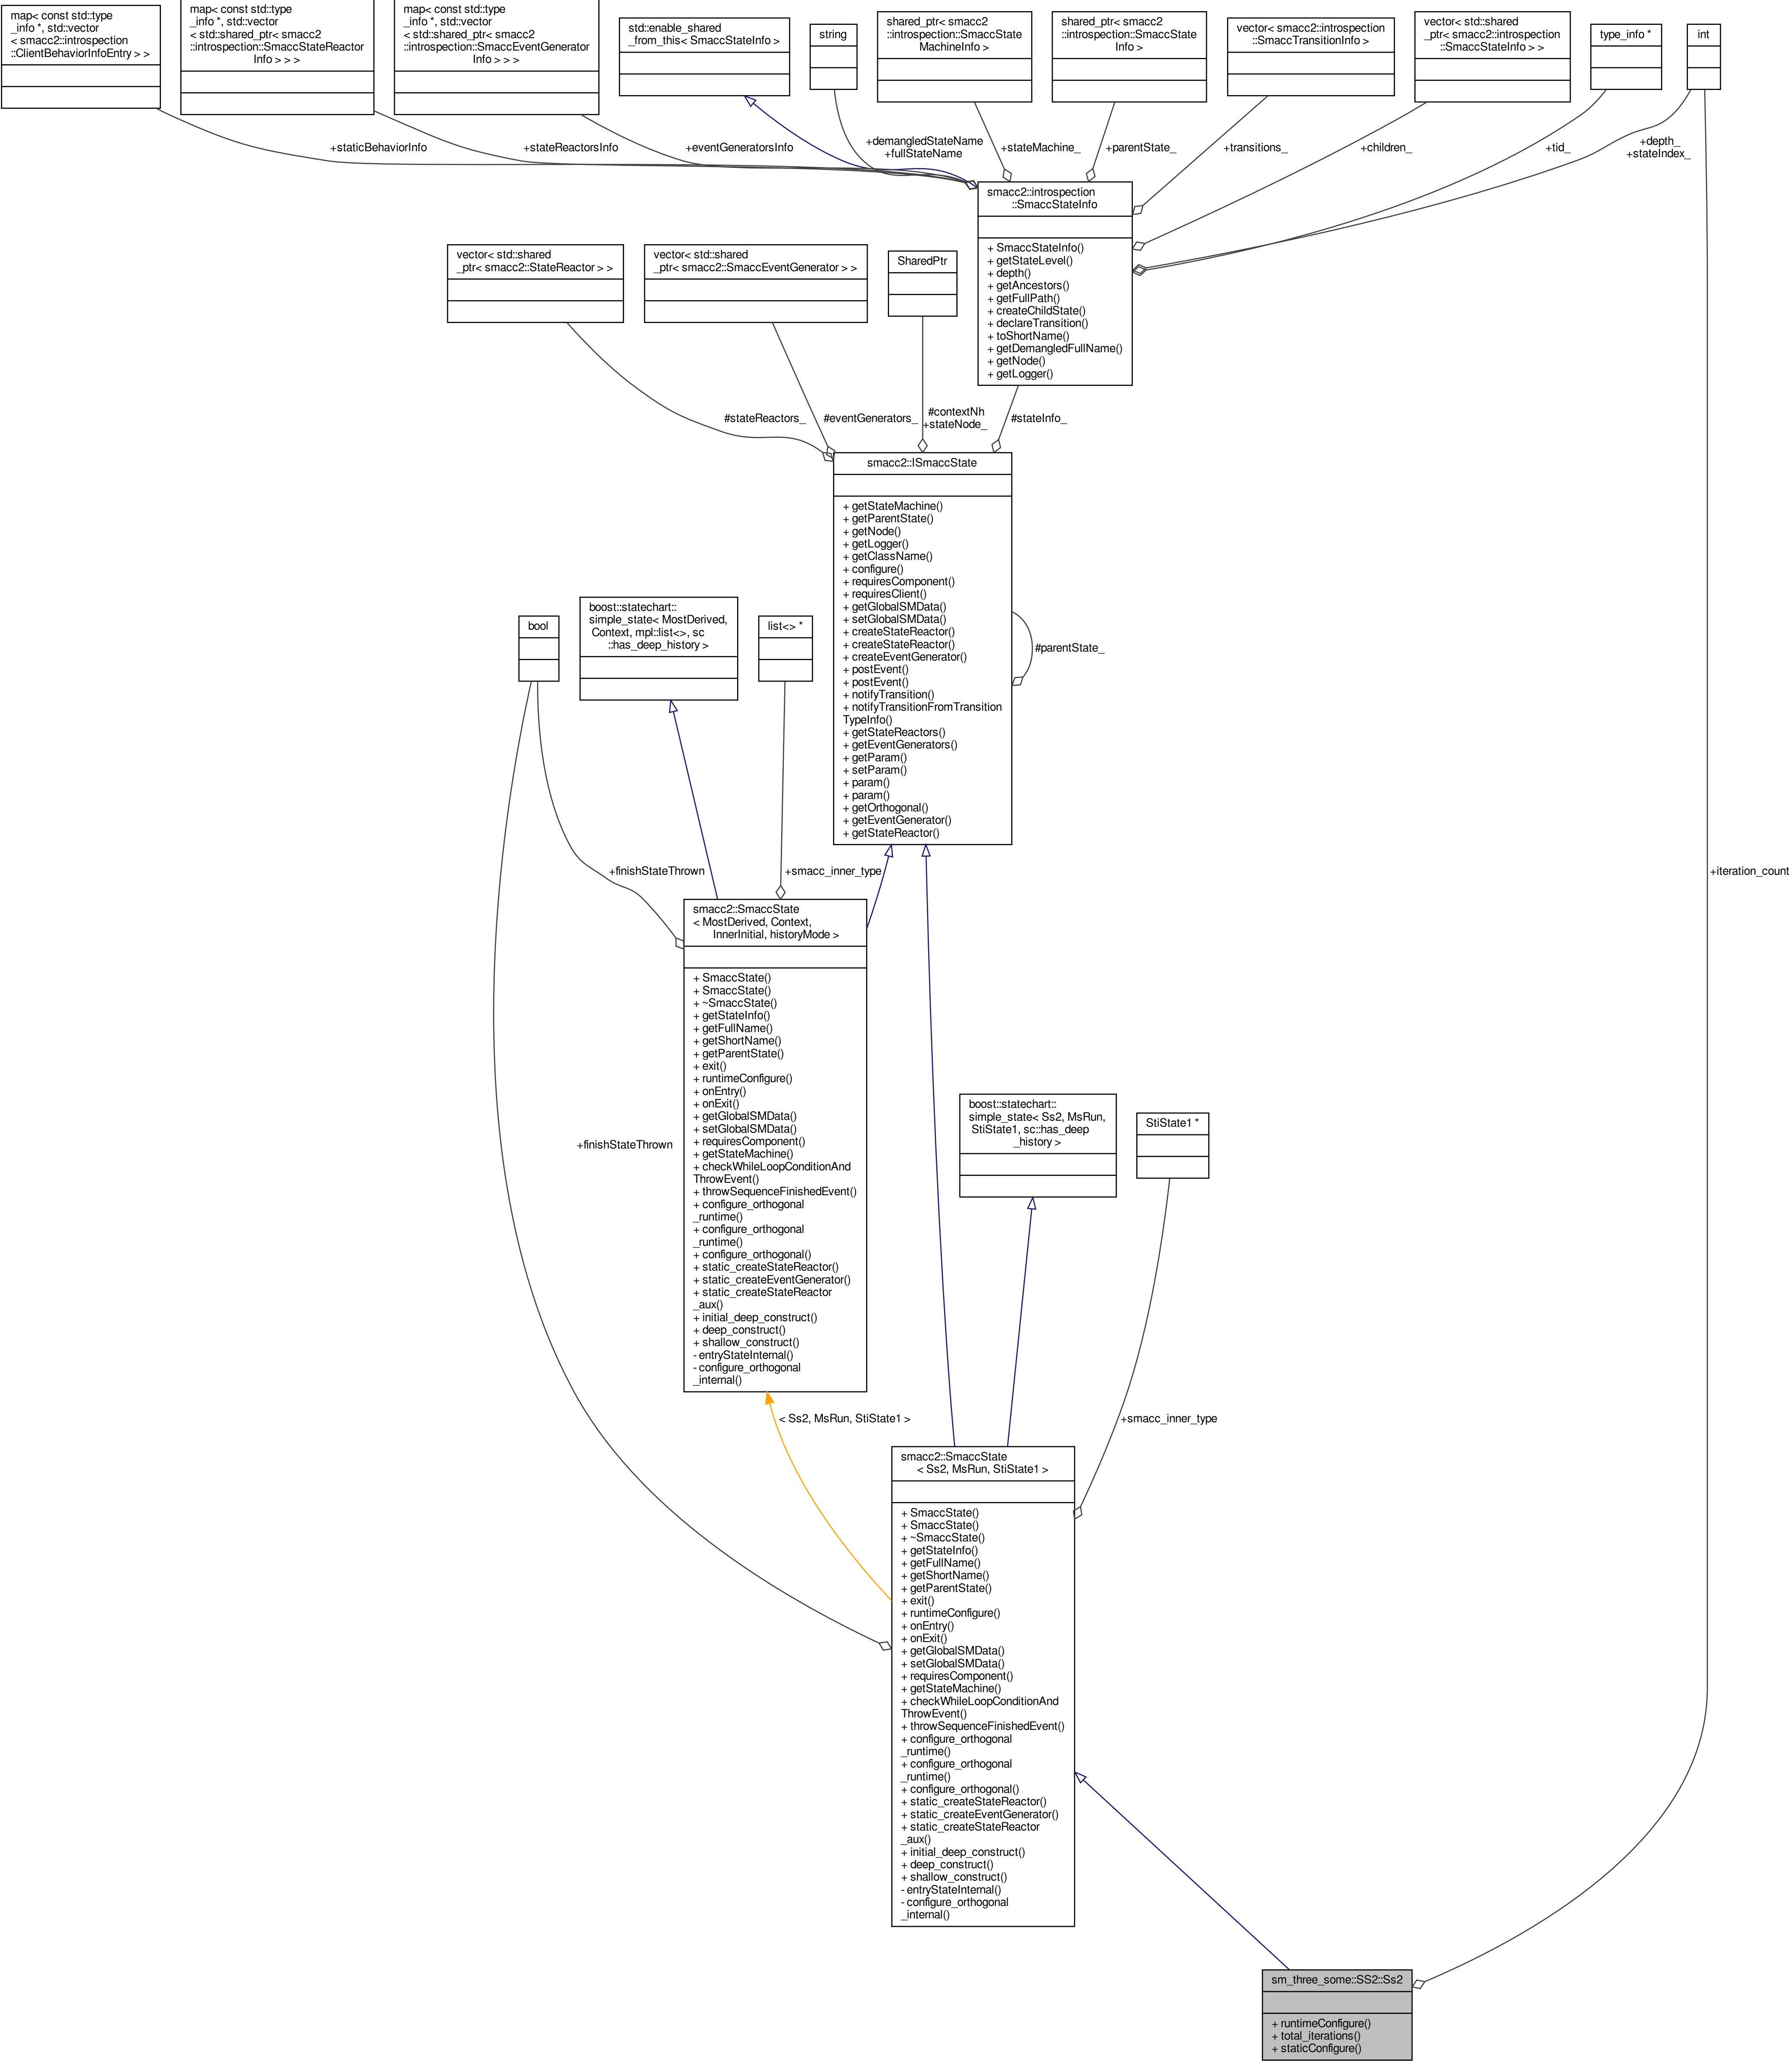 map< const std::type
_info *, std::vector
< smacc2::introspection
::ClientBehaviorInfoEntry > >
map< const std::type
_info *, std::vector
< std::shared_ptr< smacc2
::introspection::SmaccStateReactor
Info > > >
map< const std::type
_info *, std::vector
< std::shared_ptr< smacc2
::introspection::SmaccEventGenerator
Info > > >
std::enable_shared
_from_this< SmaccStateInfo >
string
shared_ptr< smacc2
::introspection::SmaccState
MachineInfo >
shared_ptr< smacc2
::introspection::SmaccState
Info >
vector< smacc2::introspection
::SmaccTransitionInfo >
vector< std::shared
_ptr< smacc2::introspection
::SmaccStateInfo > >
type_info *
int
+staticBehaviorInfo
+stateReactorsInfo
+eventGeneratorsInfo
+demangledStateName
+fullStateName
+stateMachine_
+parentState_
+transitions_
+children_
+tid_
+depth_
+stateIndex_
smacc2::introspection
::SmaccStateInfo
+ SmaccStateInfo()
+ getStateLevel()
+ depth()
+ getAncestors()
+ getFullPath()
+ createChildState()
+ declareTransition()
+ toShortName()
+ getDemangledFullName()
+ getNode()
+ getLogger()
vector< std::shared
_ptr< smacc2::StateReactor > >
vector< std::shared
_ptr< smacc2::SmaccEventGenerator > >
SharedPtr
#stateReactors_
#eventGenerators_
#contextNh
+stateNode_
#stateInfo_
smacc2::ISmaccState
+ getStateMachine()
+ getParentState()
+ getNode()
+ getLogger()
+ getClassName()
+ configure()
+ requiresComponent()
+ requiresClient()
+ getGlobalSMData()
+ setGlobalSMData()
+ createStateReactor()
+ createStateReactor()
+ createEventGenerator()
+ postEvent()
+ postEvent()
+ notifyTransition()
+ notifyTransitionFromTransition
TypeInfo()
+ getStateReactors()
+ getEventGenerators()
+ getParam()
+ setParam()
+ param()
+ param()
+ getOrthogonal()
+ getEventGenerator()
+ getStateReactor()
#parentState_
bool
boost::statechart::
simple_state< MostDerived,
Context, mpl::list<>, sc
::has_deep_history >
list<> *
+finishStateThrown
+smacc_inner_type
+iteration_count
smacc2::SmaccState
< MostDerived, Context,
InnerInitial, historyMode >
+ SmaccState()
+ SmaccState()
+ ~SmaccState()
+ getStateInfo()
+ getFullName()
+ getShortName()
+ getParentState()
+ exit()
+ runtimeConfigure()
+ onEntry()
+ onExit()
+ getGlobalSMData()
+ setGlobalSMData()
+ requiresComponent()
+ getStateMachine()
+ checkWhileLoopConditionAnd
ThrowEvent()
+ throwSequenceFinishedEvent()
+ configure_orthogonal
_runtime()
+ configure_orthogonal
_runtime()
+ configure_orthogonal()
+ static_createStateReactor()
+ static_createEventGenerator()
+ static_createStateReactor
_aux()
+ initial_deep_construct()
+ deep_construct()
+ shallow_construct()
- entryStateInternal()
- configure_orthogonal
_internal()
+finishStateThrown
boost::statechart::
simple_state< Ss2, MsRun,
StiState1, sc::has_deep
_history >
StiState1 *
< Ss2, MsRun, StiState1 >
+smacc_inner_type
smacc2::SmaccState
< Ss2, MsRun, StiState1 >
+ SmaccState()
+ SmaccState()
+ ~SmaccState()
+ getStateInfo()
+ getFullName()
+ getShortName()
+ getParentState()
+ exit()
+ runtimeConfigure()
+ onEntry()
+ onExit()
+ getGlobalSMData()
+ setGlobalSMData()
+ requiresComponent()
+ getStateMachine()
+ checkWhileLoopConditionAnd
ThrowEvent()
+ throwSequenceFinishedEvent()
+ configure_orthogonal
_runtime()
+ configure_orthogonal
_runtime()
+ configure_orthogonal()
+ static_createStateReactor()
+ static_createEventGenerator()
+ static_createStateReactor
_aux()
+ initial_deep_construct()
+ deep_construct()
+ shallow_construct()
- entryStateInternal()
- configure_orthogonal
_internal()
sm_three_some::SS2::Ss2
+ runtimeConfigure()
+ total_iterations()
+ staticConfigure()